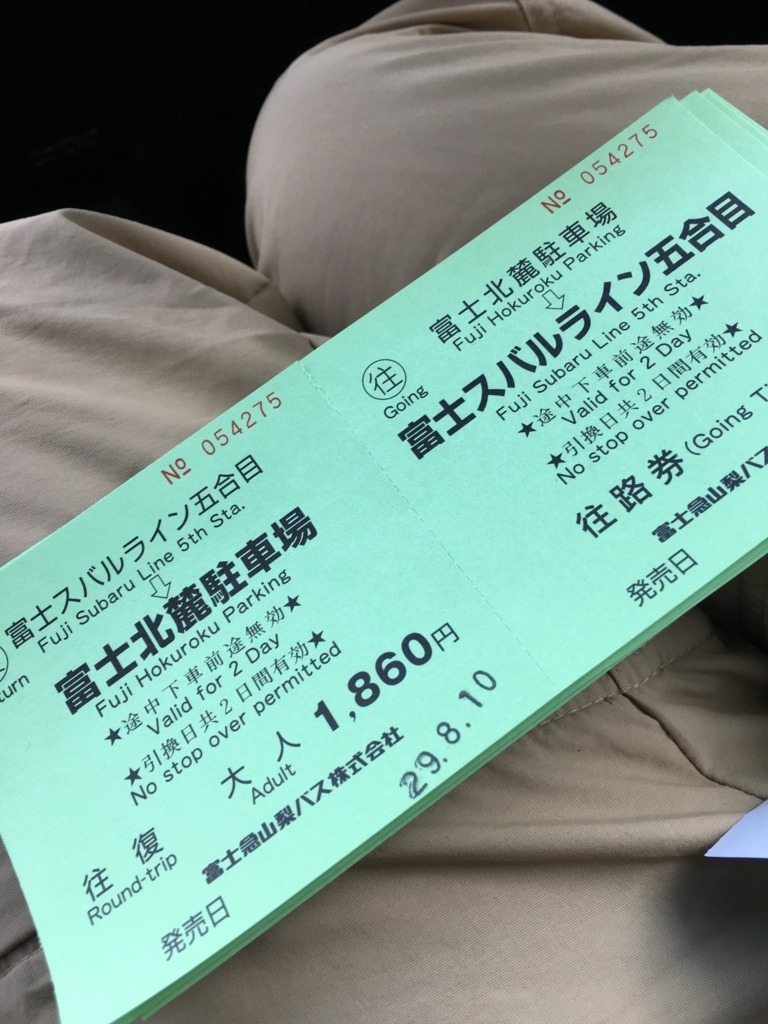 № 054275
富士スバルライン五合目
Fuji Subaru Line 5th Sta.
⇩
富士北麓駐車場
Fuji Hokuroku Parking
★途中下車前途無効★
Valid for 2 Day
★引換日共2日間有効★
No stop over permitted
大人 1,860円
Adult
往復
Round-trip
富士急山梨バス株式会社
発売日
29.8.10
№ 054275
富士北麓駐車場
Fuji Hokuroku Parking
⇩
往
Going
富士スバルライン五合目
Fuji Subaru Line 5th Sta.
★途中下車前途無効★
Valid for 2 Day
★引換日共2日間有効★
No stop over permitted
往路券 (Going T
富士急山梨バス
発売日